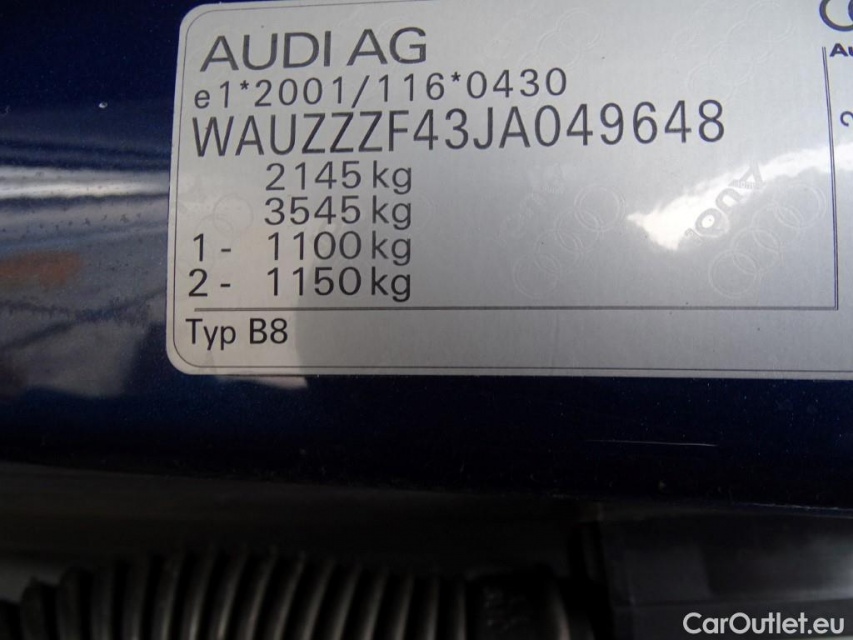 AUDI AG
e1*2001/116*0430
WAUZZZF43JA049648
2145 kg
3545 kg
1 - 1100 kg
2 - 1150 kg
Typ B8
CarOutlet.eu